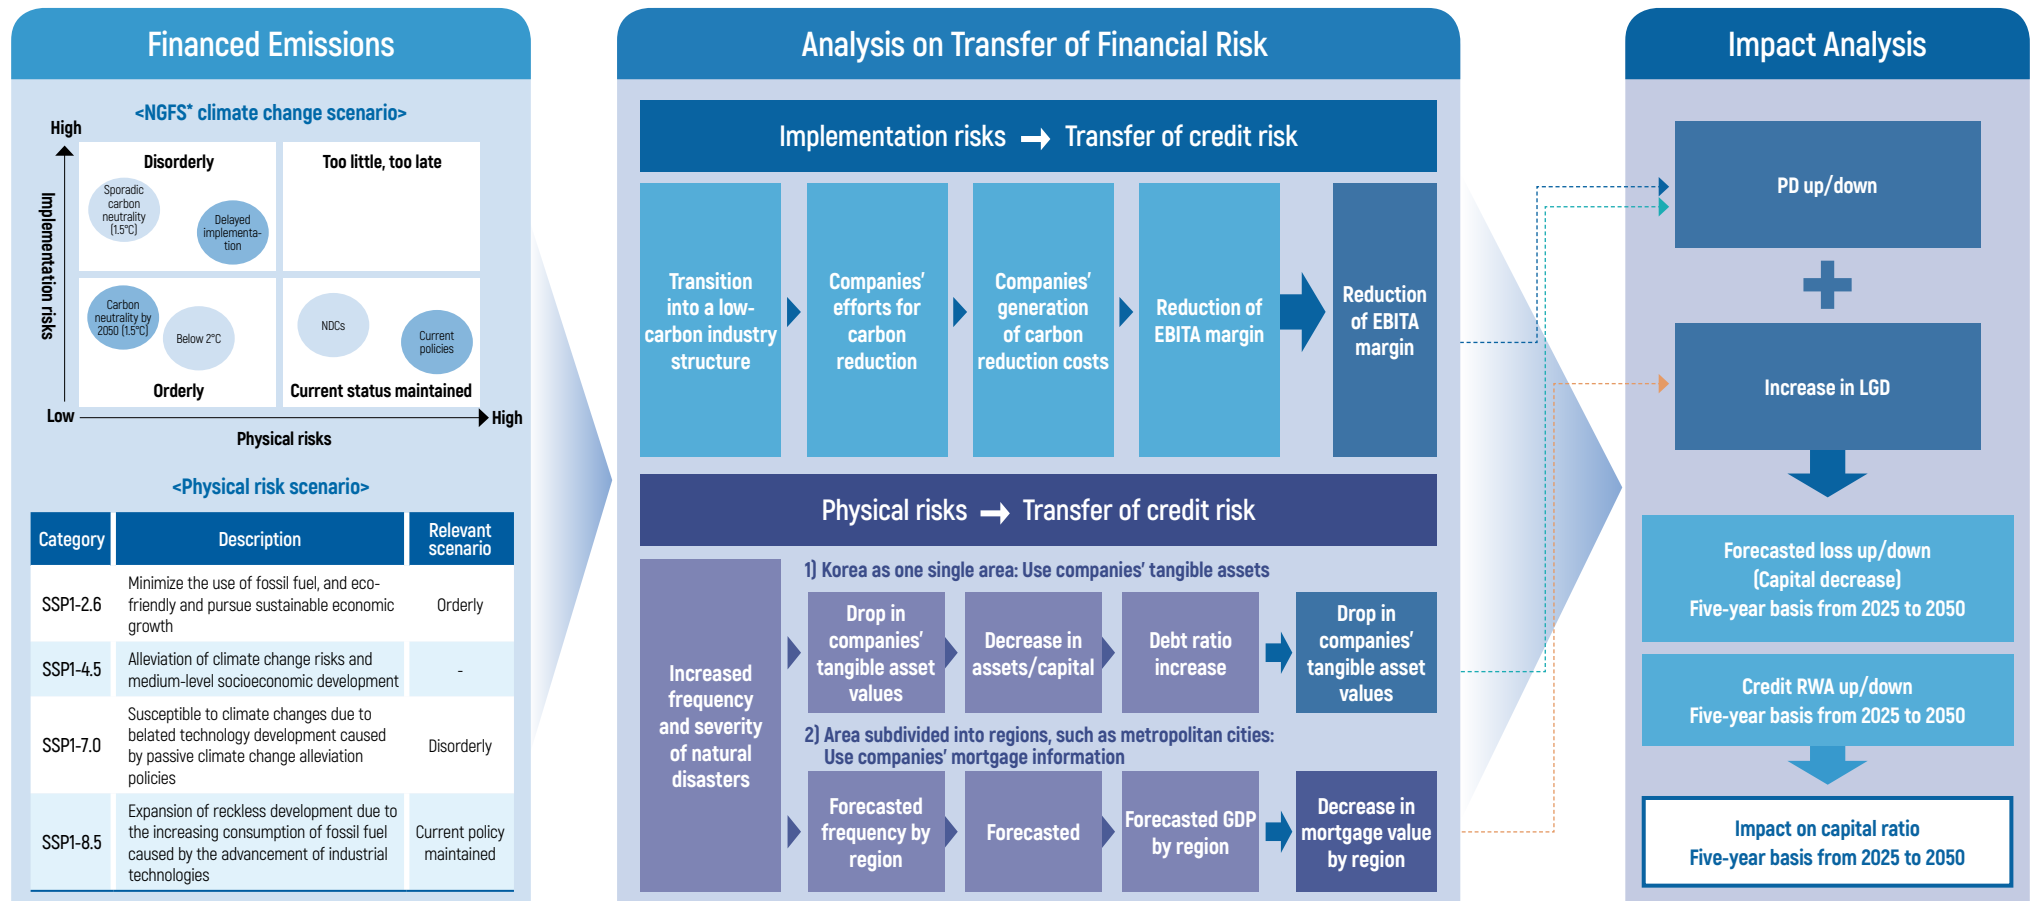 Financed Emissions
<NGFS* climate change scenario>
High
Implementation risks
Disorderly
Too little, too late
Sporadic
carbon
neutrality
(1.5°C)
Delayed
implementa-
tion
Carbon
neutrality by
2050 (1.5°C)
Below 2°C
NDCs
Current
policies
Orderly
Current status maintained
Low
High
Physical risks
<Physical risk scenario>
Category
Description
Relevant
scenario
SSP1-2.6
Minimize the use of fossil fuel, and eco-
friendly and pursue sustainable economic
growth
Orderly
SSP1-4.5
Alleviation of climate change risks and
medium-level socioeconomic development
-
SSP1-7.0
Susceptible to climate changes due to
belated technology development caused
by passive climate change alleviation
policies
Disorderly
SSP1-8.5
Expansion of reckless development due to
the increasing consumption of fossil fuel
caused by the advancement of industrial
technologies
Current policy
maintained
Analysis on Transfer of Financial Risk
Implementation risks → Transfer of credit risk
Transition
into a low-
carbon industry
structure
Companies'
efforts for
carbon
reduction
Companies'
generation
of carbon
reduction costs
Reduction of
EBITA margin
Reduction
of EBITA
margin
Physical risks → Transfer of credit risk
Increased
frequency
and severity
of natural
disasters
1) Korea as one single area: Use companies' tangible assets
Drop in
companies'
tangible asset
values
Decrease in
assets/capital
Debt ratio
increase
Drop in
companies'
tangible asset
values
2) Area subdivided into regions, such as metropolitan cities:
Use companies' mortgage information
Forecasted
frequency by
region
Forecasted
Forecasted GDP
by region
Decrease in
mortgage value
by region
Impact Analysis
PD up/down
Increase in LGD
Forecasted loss up/down
(Capital decrease)
Five-year basis from 2025 to 2050
Credit RWA up/down
Five-year basis from 2025 to 2050
Impact on capital ratio
Five-year basis from 2025 to 2050